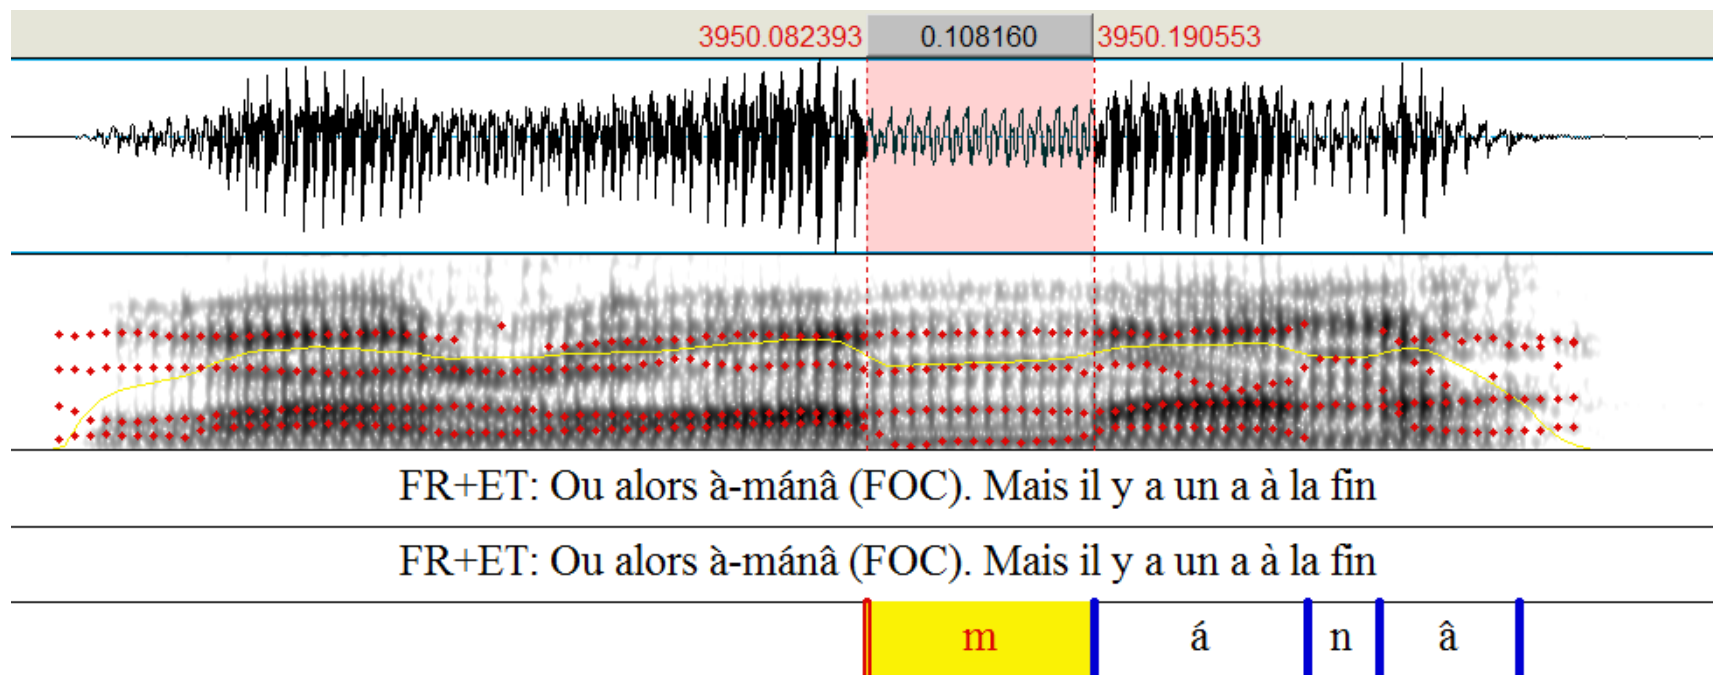 3950.082393 0.108160 3950.190553
FR+ET: Ou alors à-mánâ (FOC). Mais il y a un a à la fin
FR+ET: Ou alors à-mánâ (FOC). Mais il y a un a à la fin
m á n â